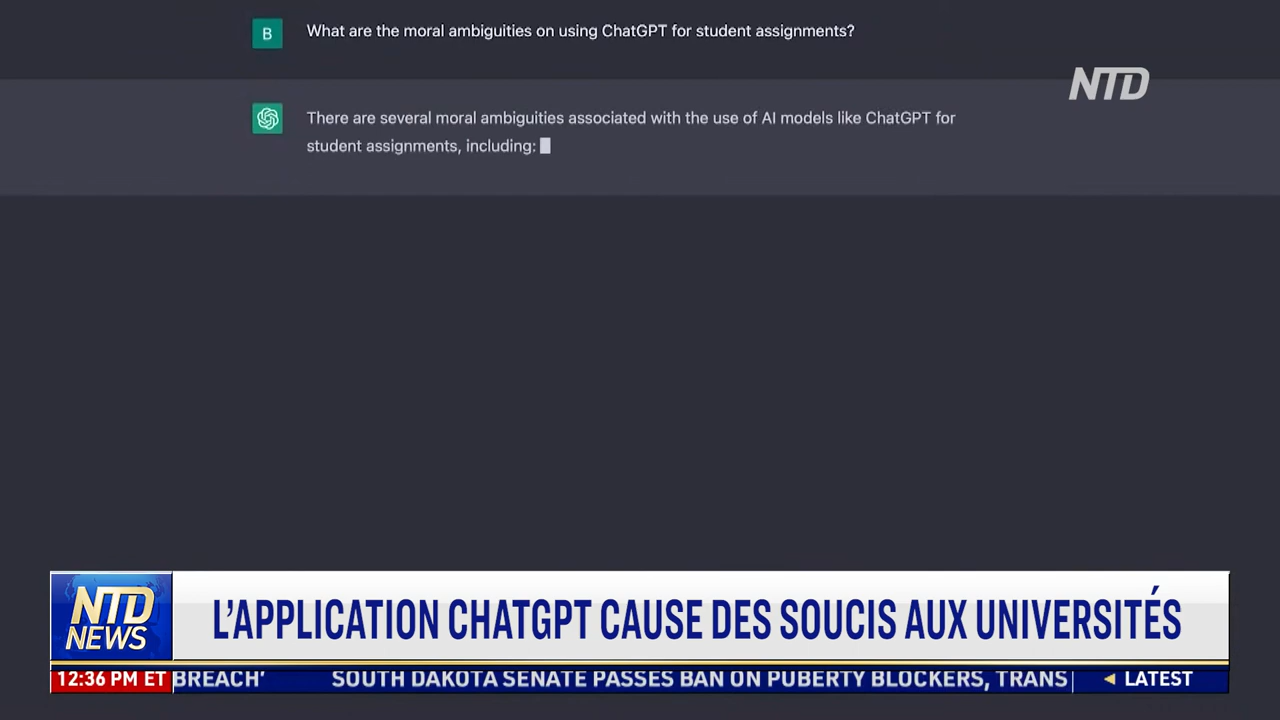 B
What are the moral ambiguities on using ChatGPT for student assignments?
NTD
There are several moral ambiguities associated with the use of AI models like ChatGPT for
student assignments, including:
NTD
NEWS
L'APPLICATION CHATGPT CAUSE DES SOUCIS AUX UNIVERSITÉS
12:36 PM ET
BREACH' SOUTH DAKOTA SENATE PASSES BAN ON PUBERTY BLOCKERS, TRANS
LATEST